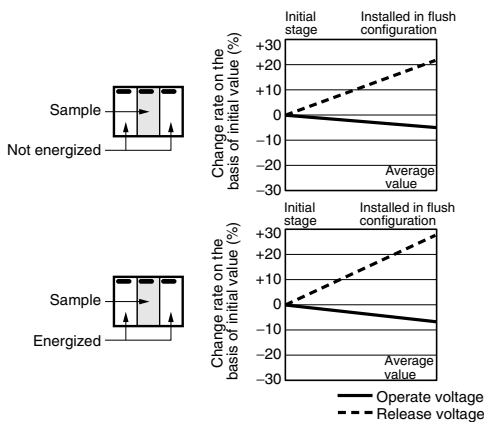 Initial stage
Installed in flush configuration
Change rate on the basis of initial value (%)
+30
+20
+10
0
−10
−20
−30
Average value
Sample
Not energized
Initial stage
Installed in flush configuration
Change rate on the basis of initial value (%)
+30
+20
+10
0
−10
−20
−30
Average value
Sample
Energized
Operate voltage
Release voltage